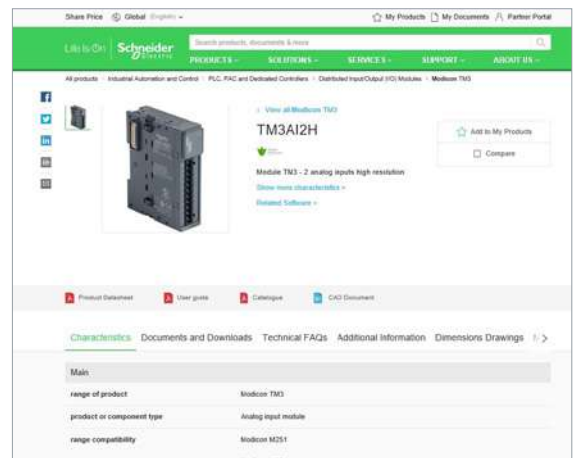 Share Price Global (English) My Products My Documents Partner Portal
Life Is On Schneider Electric
Search products, documents & more
PRODUCTS SOLUTIONS SERVICES SUPPORT ABOUT US
All products Industrial Automation and Control PLC, PAC and Dedicated Controllers Distributed Input/Output (I/O) Modules Modicon TM3
< View all Modicon TM3
TM3AI2H
Add to My Products
Compare
Module TM3 - 2 analog inputs high resolution
Show more characteristics
Related Software
Product Datasheet User guide Catalogue CAD Document
Characteristics Documents and Downloads Technical FAQs Additional Information Dimensions Drawings >
Main
range of product Modicon TM3
product or component type Analog input module
range compatibility Modicon M251